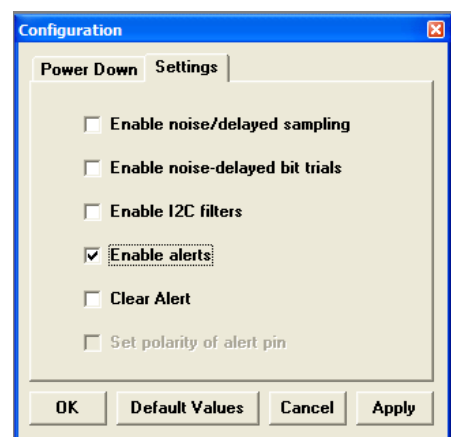 Configuration
Power Down Settings
Enable noise/delayed sampling
Enable noise-delayed bit trials
Enable I2C filters
Enable alerts
Clear Alert
Set polarity of alert pin
OK Default Values Cancel Apply